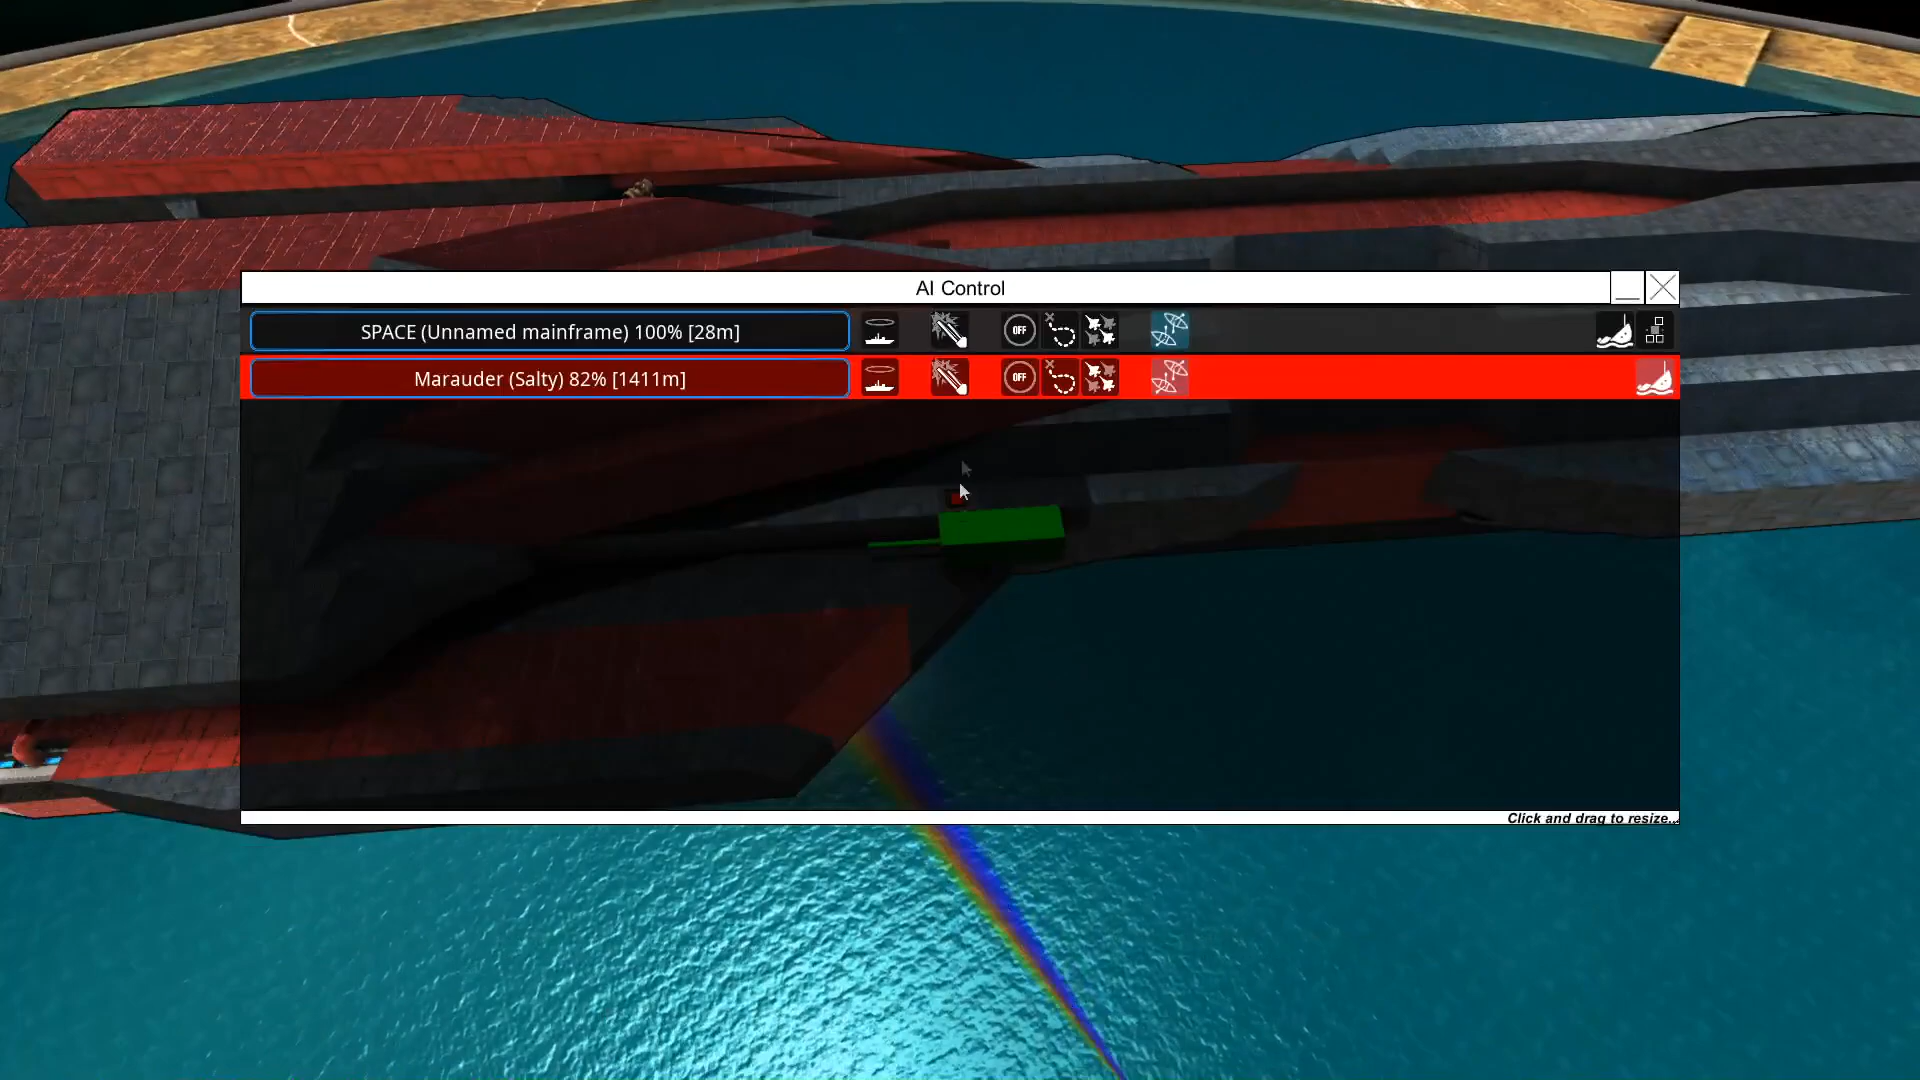 AI Control
SPACE (Unnamed mainframe) 100% [28m]
OFF
Marauder (Salty) 82% [1411m]
OFF
Click and drag to resize...